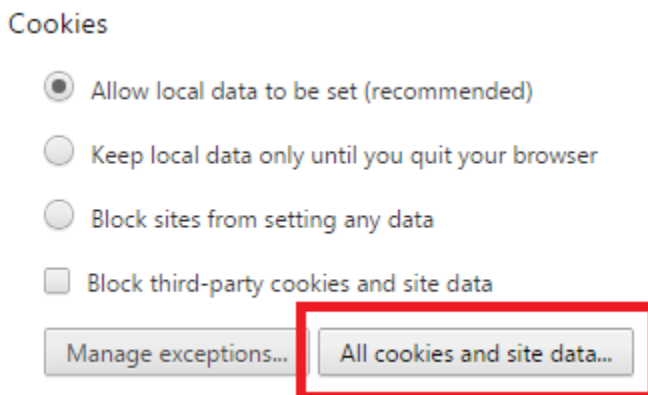 Cookies
Allow local data to be set (recommended)
Keep local data only until you quit your browser
Block sites from setting any data
Block third-party cookies and site data
Manage exceptions... All cookies and site data...